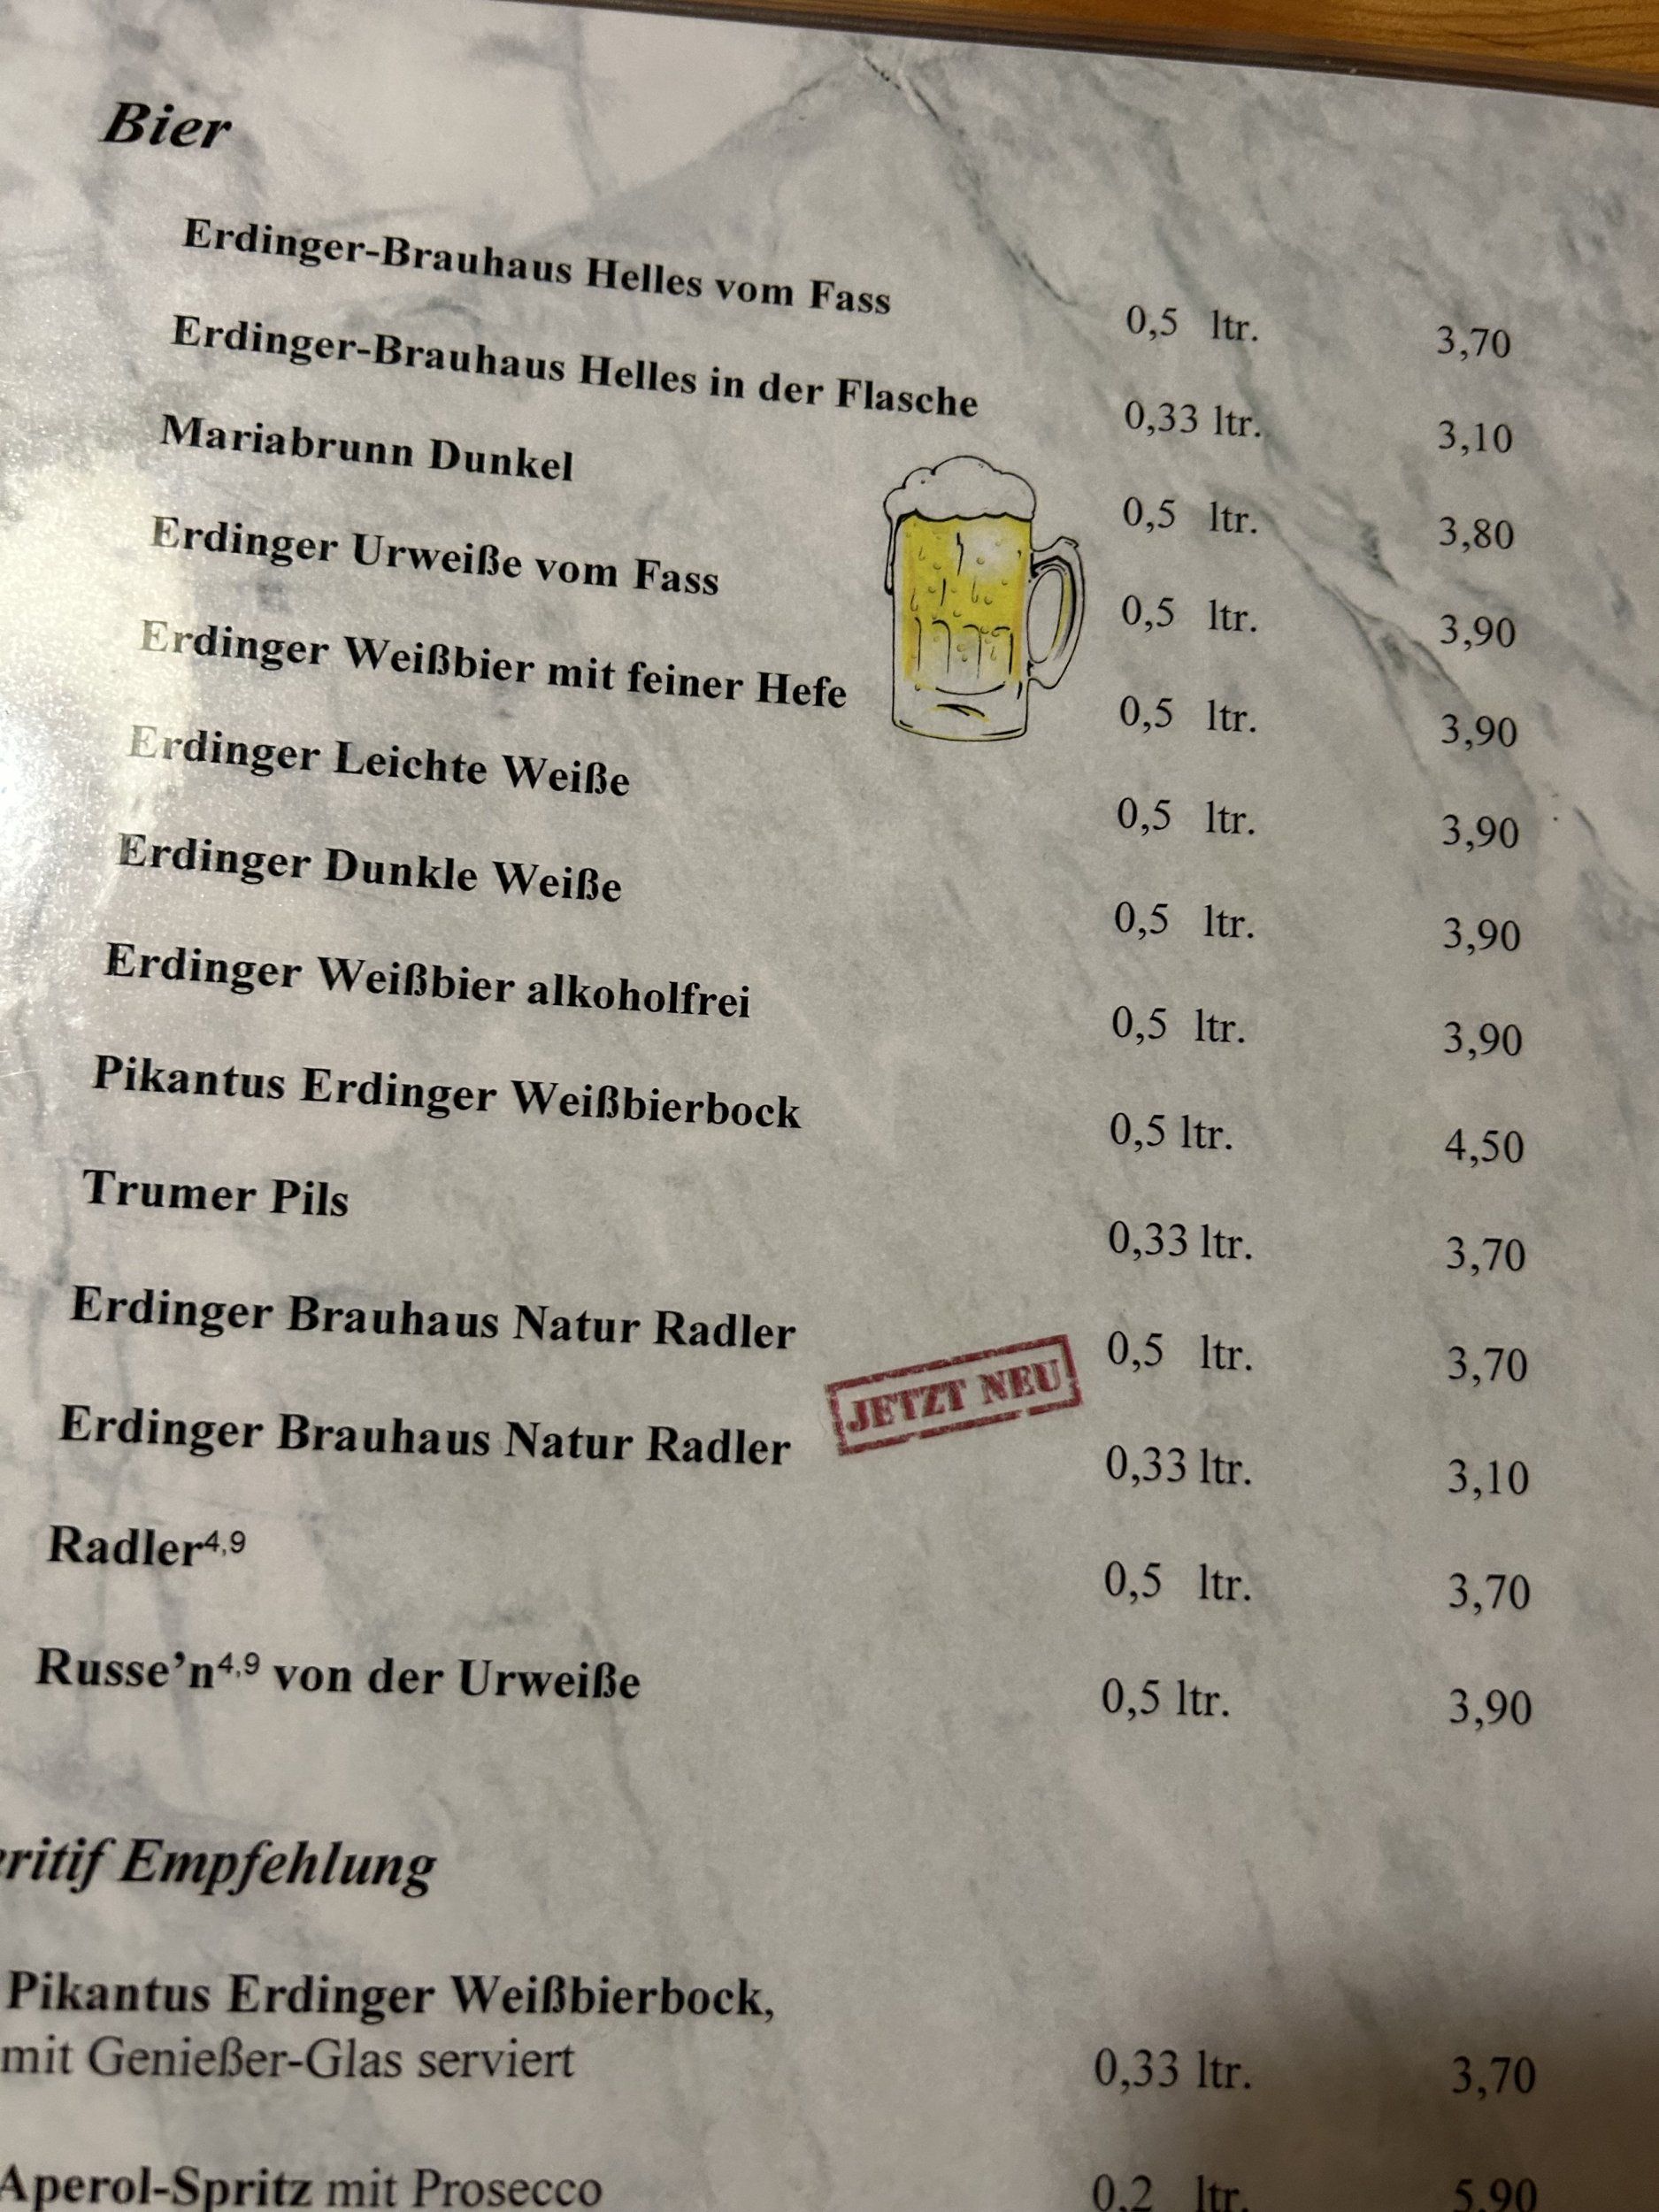 Bier
Erdinger-Brauhaus Helles vom Fass 0,5 ltr. 3,70
Erdinger-Brauhaus Helles in der Flasche 0,33 ltr. 3,10
Mariabrunn Dunkel 0,5 ltr. 3,80
Erdinger Urweiße vom Fass 0,5 ltr. 3,90
Erdinger Weißbier mit feiner Hefe 0,5 ltr. 3,90
Erdinger Leichte Weiße 0,5 ltr. 3,90
Erdinger Dunkle Weiße 0,5 ltr. 3,90
Erdinger Weißbier alkoholfrei 0,5 ltr. 3,90
Pikantus Erdinger Weißbierbock 0,5 ltr. 4,50
Trumer Pils 0,33 ltr. 3,70
Erdinger Brauhaus Natur Radler 0,5 ltr. 3,70
JETZT NEU
Erdinger Brauhaus Natur Radler 0,33 ltr. 3,10
Radler4,9 0,5 ltr. 3,70
Russe’n4,9 von der Urweiße 0,5 ltr. 3,90
ritif Empfehlung
Pikantus Erdinger Weißbierbock,
mit Genießer-Glas serviert 0,33 ltr. 3,70
Aperol-Spritz mit Prosecco 0,2 ltr. 5,90